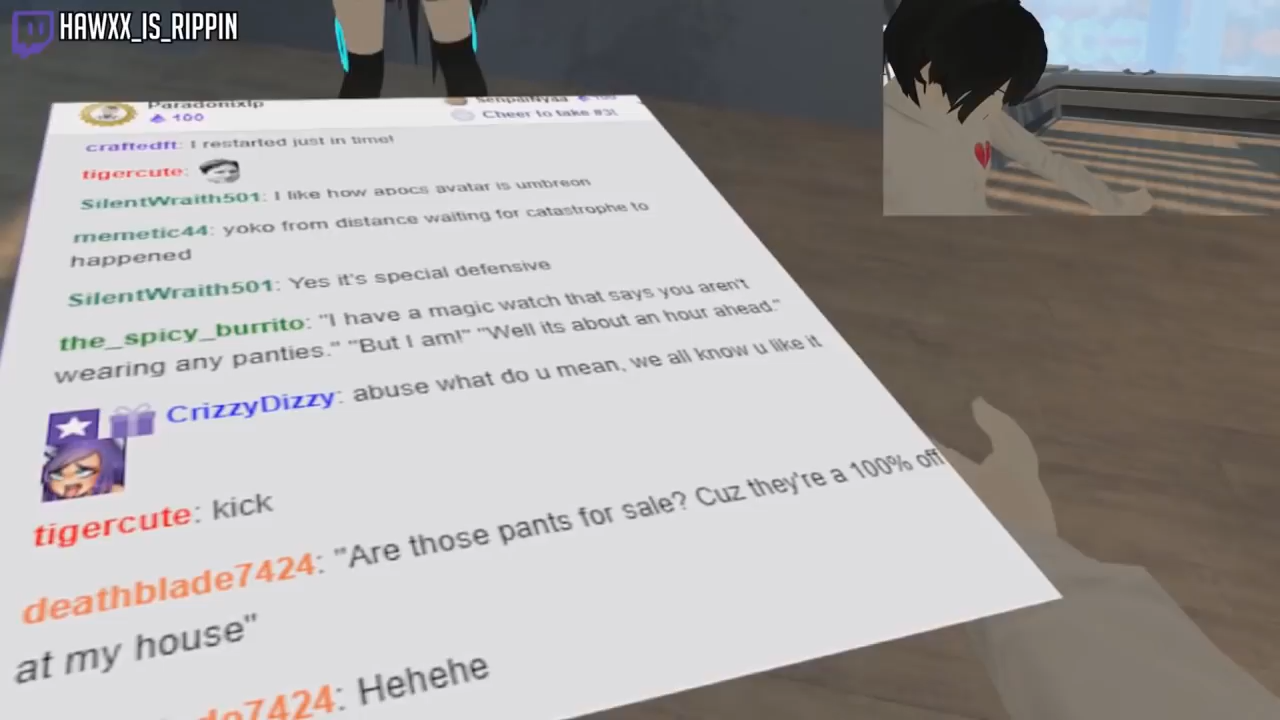 HAWXX_IS_RIPPIN
Paradonixlp
100
senpaiNyaa 100
Cheer to take #3!
craftedft: I restarted just in time!
tigercute:
SilentWraith501: I like how apocs avatar is umbreon
memetic44: yoko from distance waiting for catastrophe to
happened
SilentWraith501: Yes it's special defensive
the_spicy_burrito: "I have a magic watch that says you aren't
wearing any panties." "But I am!" "Well its about an hour ahead."
CrizzyDizzy: abuse what do u mean, we all know u like it
tigercute: kick
deathblade7424: "Are those pants for sale? Cuz they're a 100% off
at my house"
de7424: Hehehe